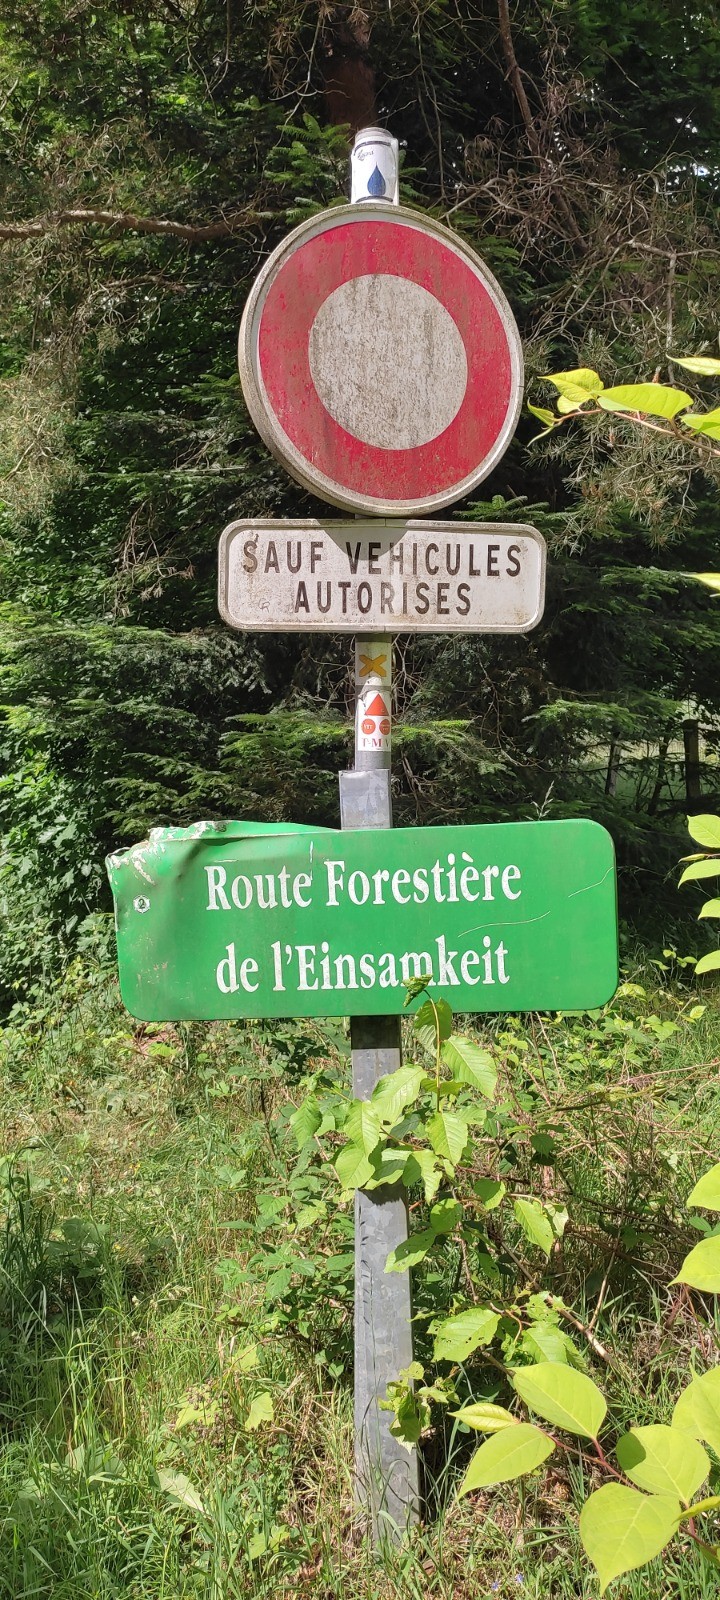 SAUF VEHICULES
AUTORISES
Route Forestière
de l'Einsamkeit